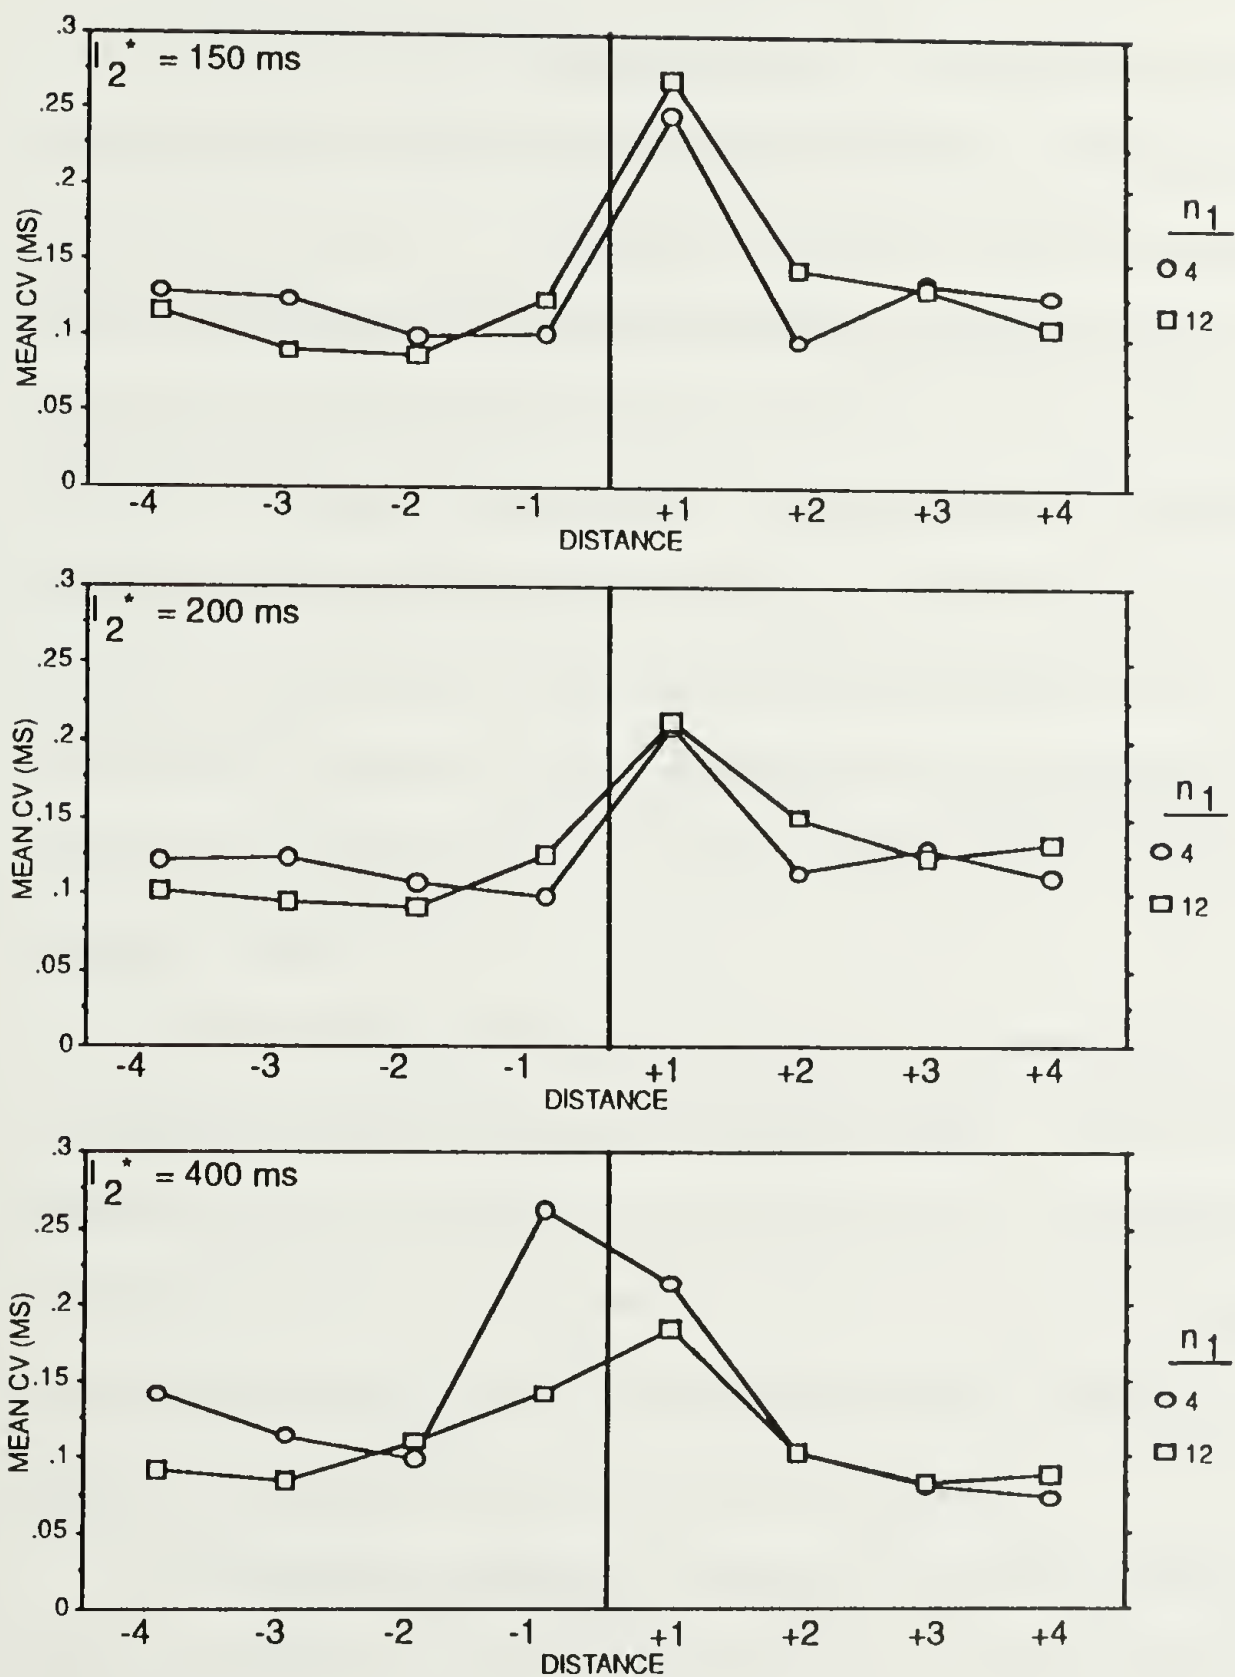 I₂* = 150 ms
.3
.25
.2
.15
.1
.05
0
MEAN CV (MS)
-4 -3 -2 -1 +1 +2 +3 +4
DISTANCE
n₁
4
12
I₂* = 200 ms
.3
.25
.2
.15
.1
.05
0
MEAN CV (MS)
-4 -3 -2 -1 +1 +2 +3 +4
DISTANCE
n₁
4
12
I₂* = 400 ms
.3
.25
.2
.15
.1
.05
0
MEAN CV (MS)
-4 -3 -2 -1 +1 +2 +3 +4
DISTANCE
n₁
4
12